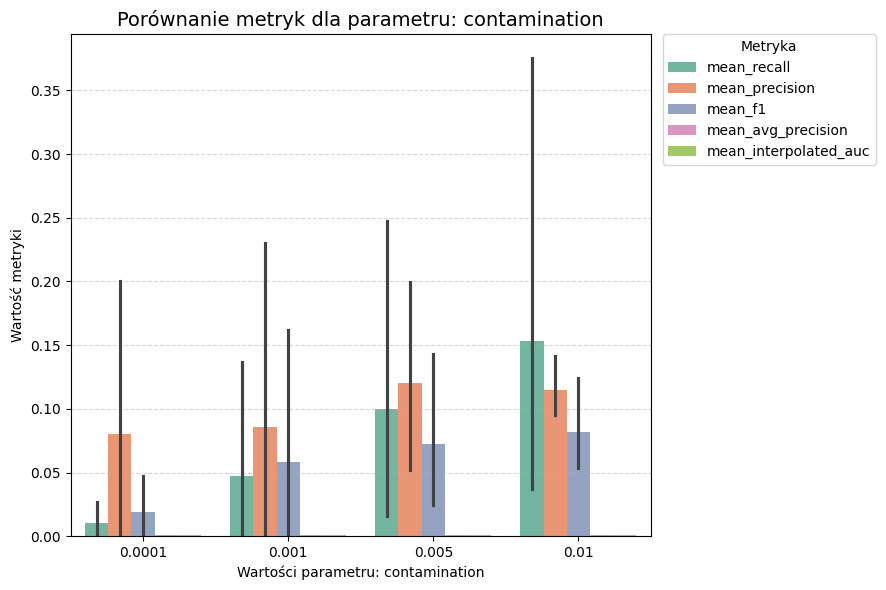 Porównanie metryk dla parametru: contamination
Metryka
mean_recall
mean_precision
mean_f1
mean_avg_precision
mean_interpolated_auc
Wartość metryki
0.35
0.30
0.25
0.20
0.15
0.10
0.05
0.00
0.0001 0.001 0.005 0.01
Wartości parametru: contamination